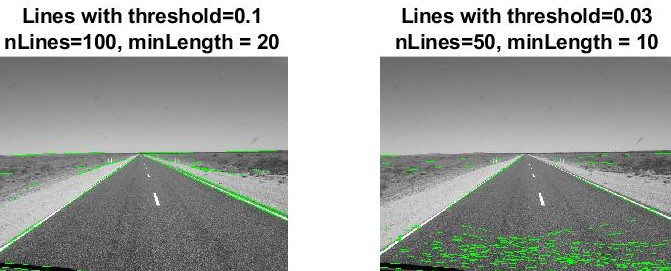 Lines with threshold=0.1
nLines=100, minLength = 20
Lines with threshold=0.03
nLines=50, minLength = 10